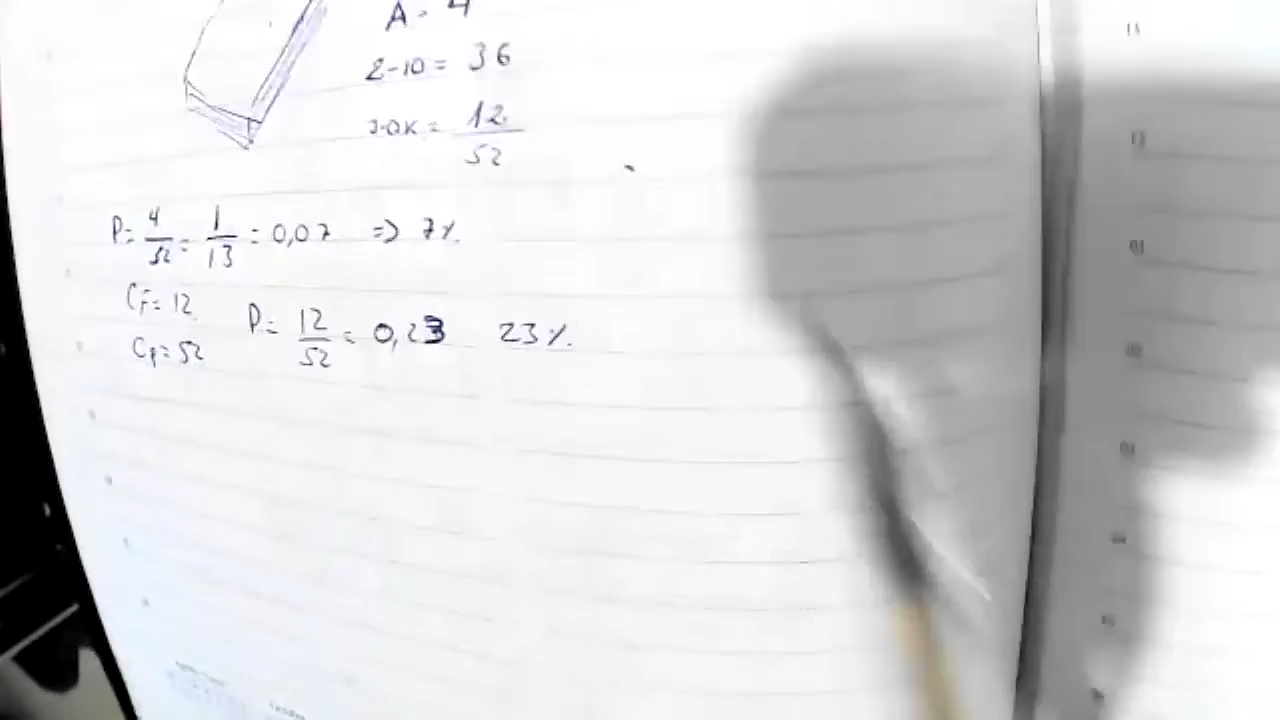 A = 4
2-10 = 36
J-QK = 12/52
P = 4/52 = 1/13 = 0,07 => 7%.
CF = 12
P = 12/52 = 0,23 23%.
CP = 52